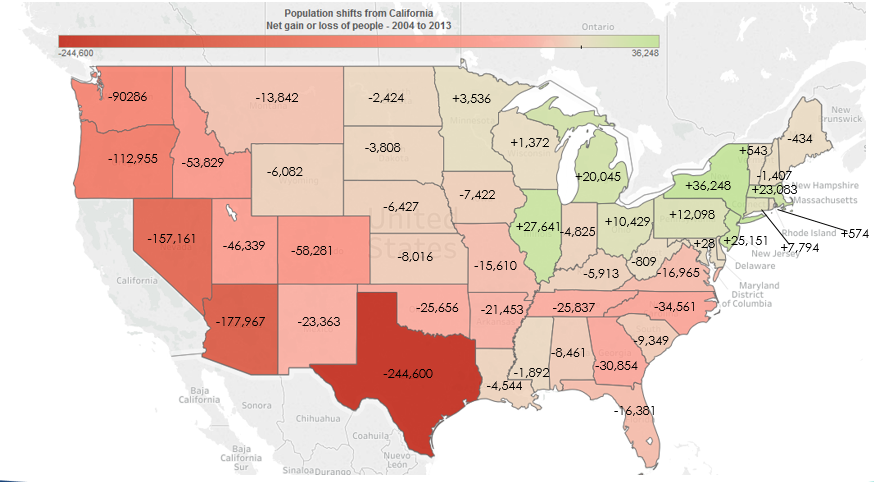 Population shifts from California
Net gain or loss of people - 2004 to 2013
-244,600
36,248
Ontario
-90286
-13,842
-2,424
+3,536
New
Brunswick
-112,955
-53,829
-3,808
+1,372
+543
-434
-6,082
+20,045
-1,407
New Hampshire
+36,248
+23,083
Massachusetts
-7,422
-6,427
+12,098
Rhode Island
+574
United
States
-157,161
-46,339
-58,281
-8,016
+27,641
-4,825
+10,429
+28
+25,151
+7,794
New Jersey
Delaware
California
-15,610
-5,913
-809
-16,965
Maryland
District
of Columbia
-177,967
-23,363
-25,656
-21,453
-25,837
-34,561
-9,349
-244,600
-4,544
-1,892
-8,461
-30,854
Baja
California
Sonora
Chihuahua
-16,381
Coahuila
Baja
California
Sur
Sinaloa
Durango
Nuevo
León